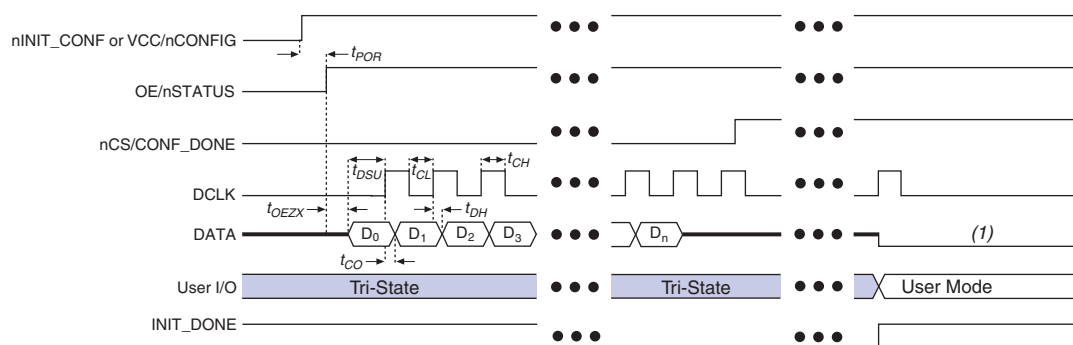 nINIT_CONF or VCC/nCONFIG
tPOR
OE/nSTATUS
nCS/CONF_DONE
tDSU
tCL
tCH
DCLK
tOEZX
tDH
DATA
D0
D1
D2
D3
Dn
(1)
tCO
User I/O
Tri-State
Tri-State
User Mode
INIT_DONE